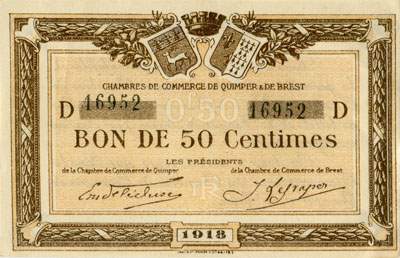 CHAMBRES DE COMMERCE DE QUIMPER & DE BREST
D 16952 0f50 16952 D
BON DE 50 Centimes
LES PRÉSIDENTS
de la Chambre de Commerce de Quimper de la Chambre de Commerce de Brest
1918